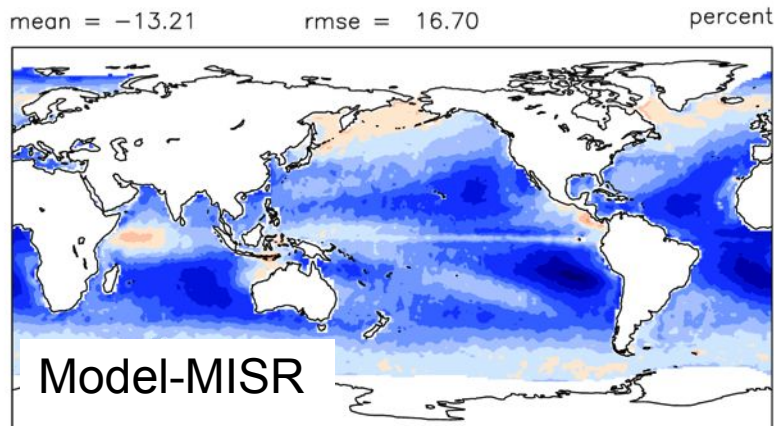 mean = −13.21 rmse = 16.70 percent
Model-MISR